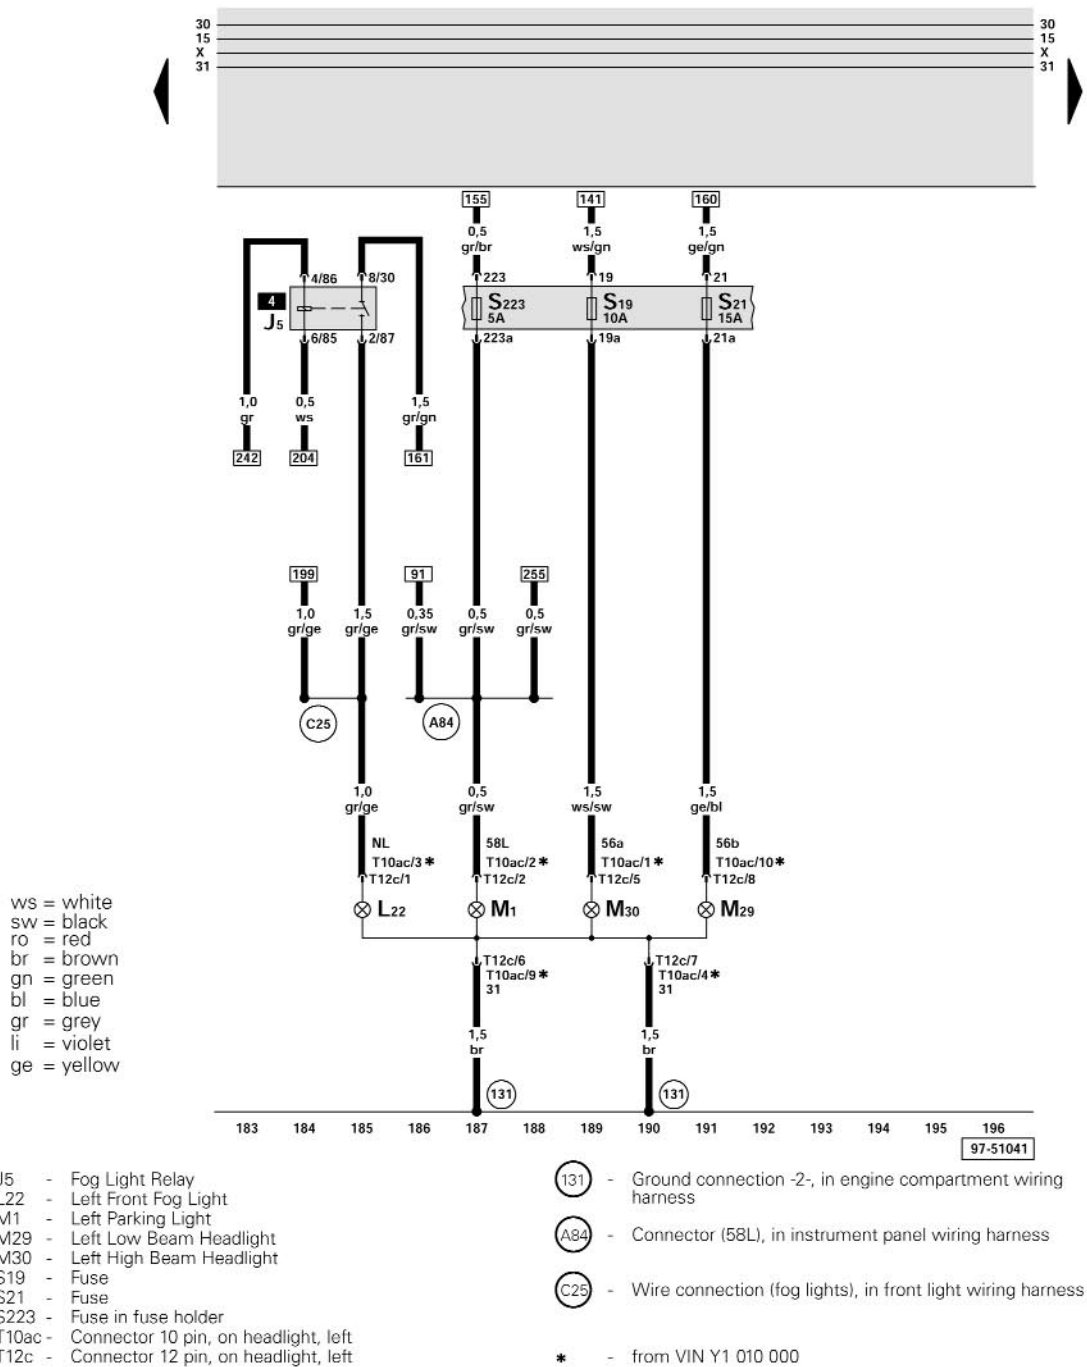 30 30
15 15
X X
31 31
155 141 160
0,5 1,5 1,5
gr/br ws/gn ge/gn
4/86 8/30 223 19 21
4 S223 S19 S21
J5 5A 10A 15A
6/85 2/87 223a 19a 21a
1,0 0,5 1,5
gr ws gr/gn
242 204 161
199 91 255
1,0 1,5 0,35 0,5 0,5
gr/ge gr/ge gr/sw gr/sw gr/sw
C25 A84
1,0 0,5 1,5 1,5
gr/ge gr/sw ws/sw ge/bl
NL 58L 56a 56b
T10ac/3* T10ac/2* T10ac/1* T10ac/10*
T12c/1 T12c/2 T12c/5 T12c/8
L22 M1 M30 M29
ws = white
sw = black
ro = red
br = brown
gn = green
bl = blue
gr = grey
li = violet
ge = yellow
T12c/6 T12c/7
T10ac/9* T10ac/4*
31 31
1,5 1,5
br br
131 131
183 184 185 186 187 188 189 190 191 192 193 194 195 196
97-51041
J5 - Fog Light Relay
L22 - Left Front Fog Light
M1 - Left Parking Light
M29 - Left Low Beam Headlight
M30 - Left High Beam Headlight
S19 - Fuse
S21 - Fuse
S223 - Fuse in fuse holder
T10ac - Connector 10 pin, on headlight, left
T12c - Connector 12 pin, on headlight, left
131 - Ground connection -2-, in engine compartment wiring
harness
A84 - Connector (58L), in instrument panel wiring harness
C25 - Wire connection (fog lights), in front light wiring harness
* - from VIN Y1 010 000